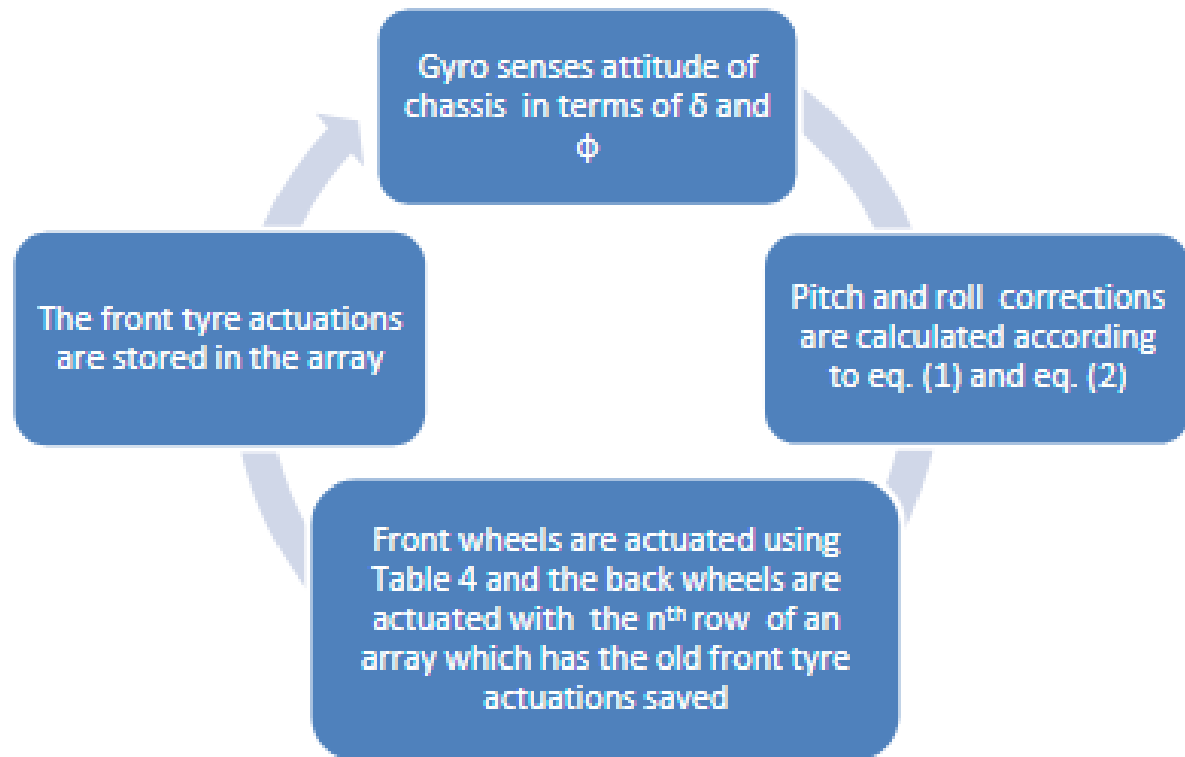 Gyro senses attitude of
chassis in terms of δ and
ϕ
Pitch and roll corrections
are calculated according
to eq. (1) and eq. (2)
Front wheels are actuated using
Table 4 and the back wheels are
actuated with the nth row of an
array which has the old front tyre
actuations saved
The front tyre actuations
are stored in the array